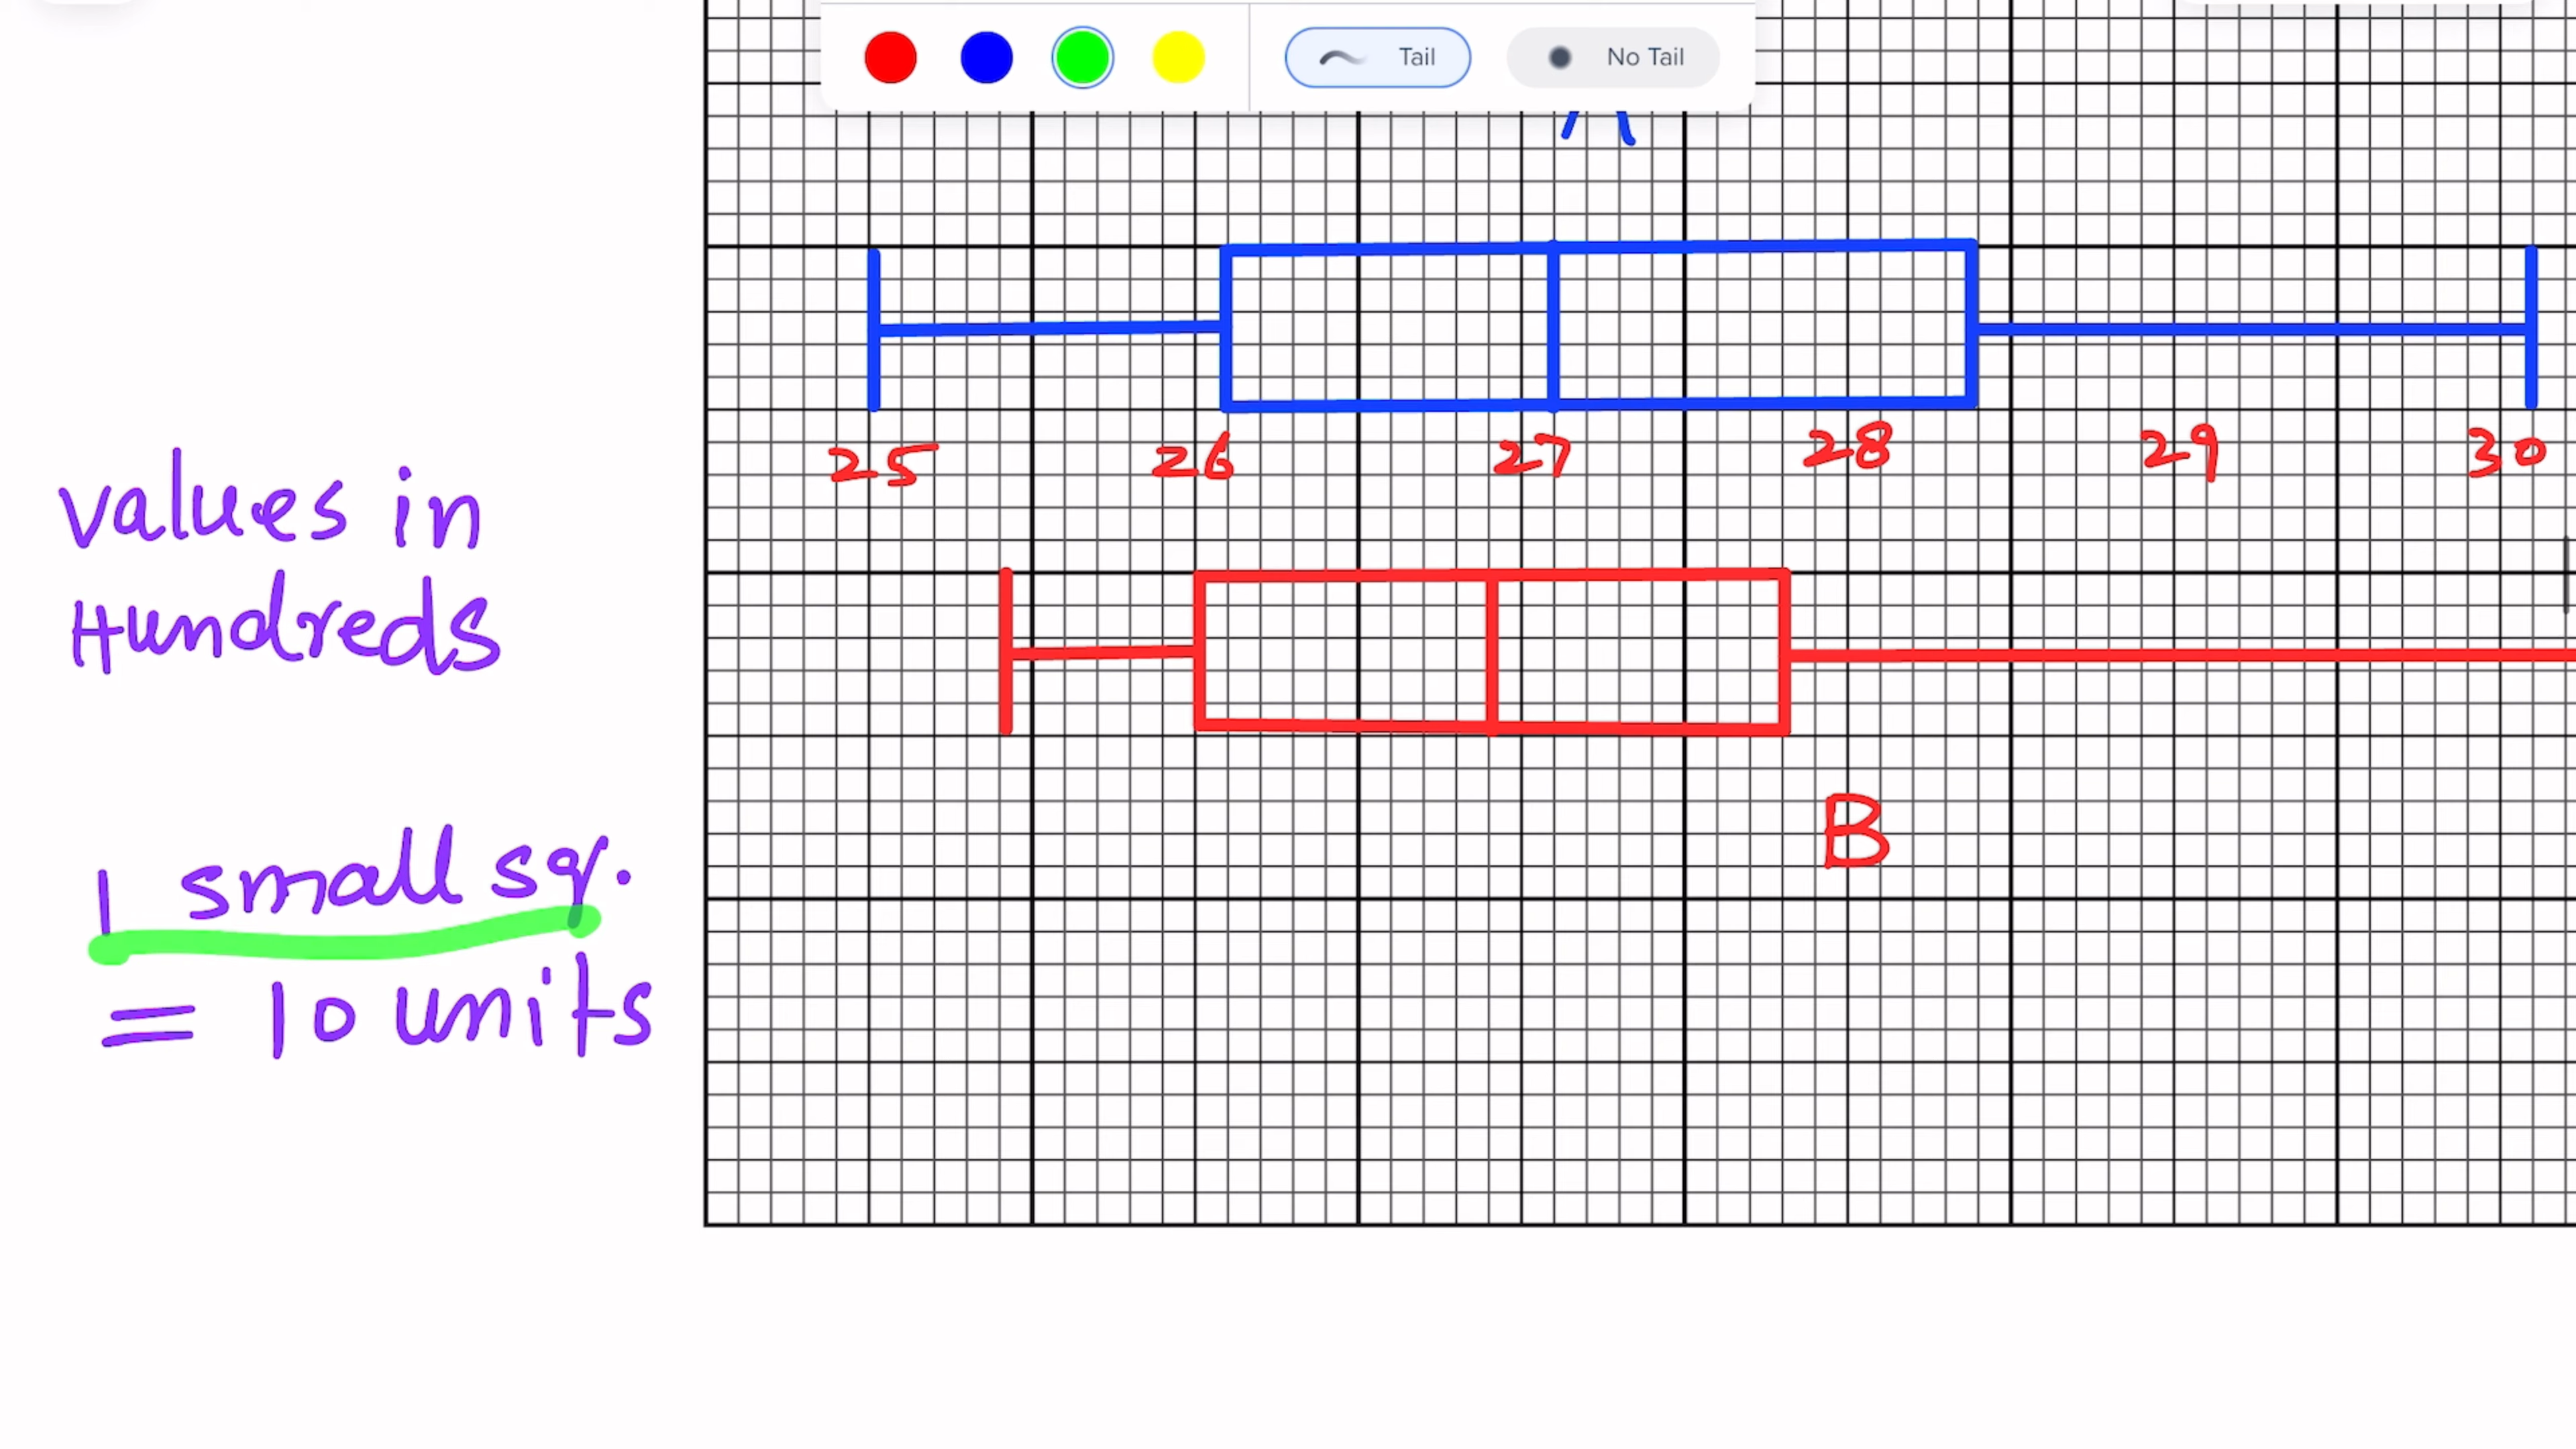 Tail No Tail
25 26 27 28 29 30
values in
Hundreds
B
1 small sq.
= 10 units